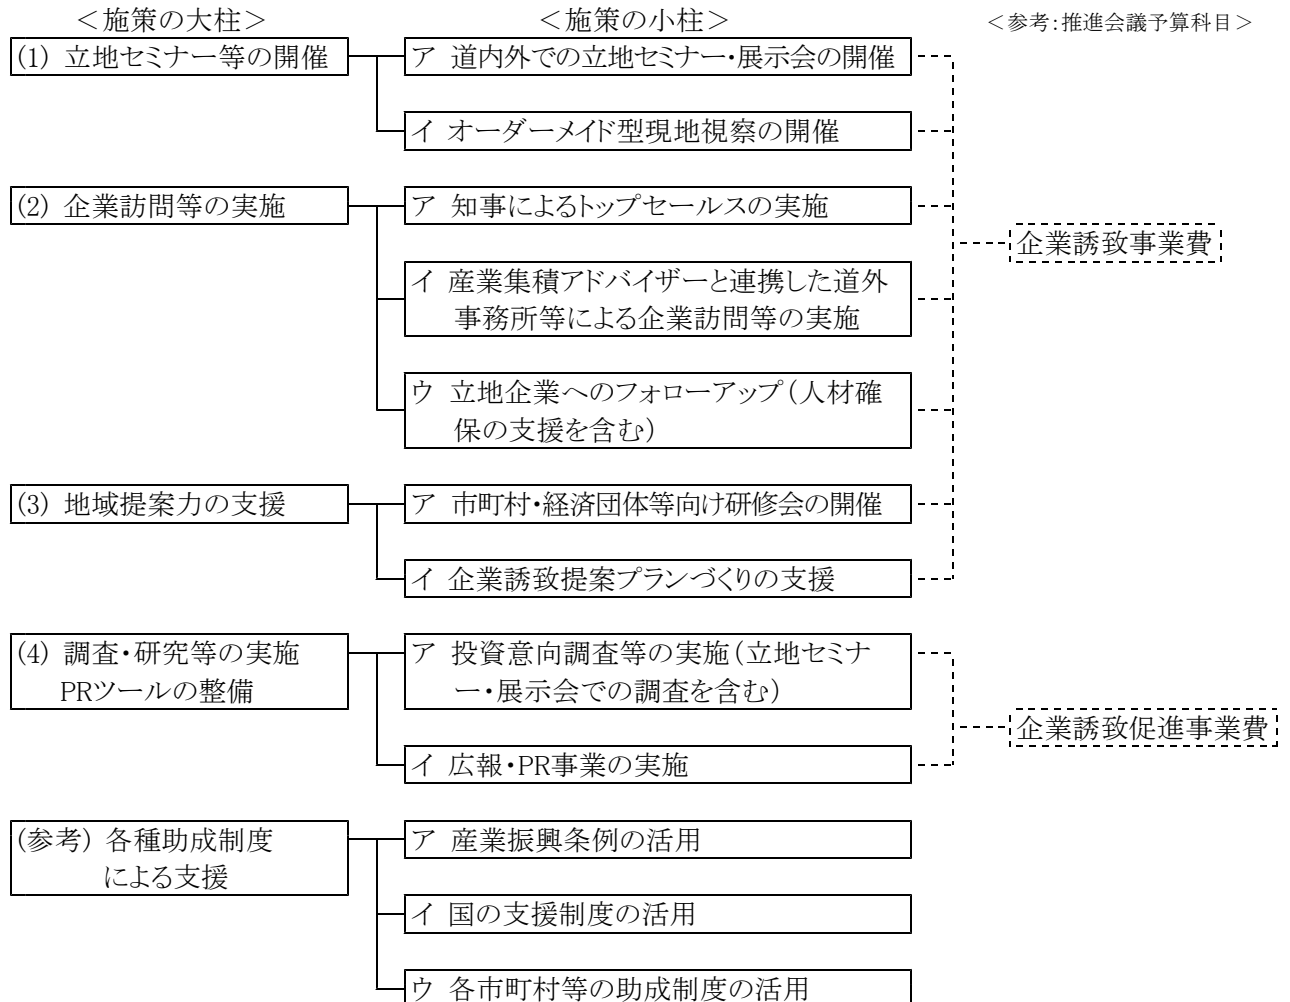 ＜施策の大柱＞ ＜施策の小柱＞ ＜参考:推進会議予算科目＞
(1) 立地セミナー等の開催 ア 道内外での立地セミナー・展示会の開催
イ オーダーメイド型現地視察の開催
(2) 企業訪問等の実施 ア 知事によるトップセールスの実施
企業誘致事業費
イ 産業集積アドバイザーと連携した道外
事務所等による企業訪問等の実施
ウ 立地企業へのフォローアップ（人材確
保の支援を含む）
(3) 地域提案力の支援 ア 市町村・経済団体等向け研修会の開催
イ 企業誘致提案プランづくりの支援
(4) 調査・研究等の実施 ア 投資意向調査等の実施（立地セミナ
PRツールの整備 ー・展示会での調査を含む）
企業誘致促進事業費
イ 広報・PR事業の実施
(参考) 各種助成制度 ア 産業振興条例の活用
による支援
イ 国の支援制度の活用
ウ 各市町村等の助成制度の活用